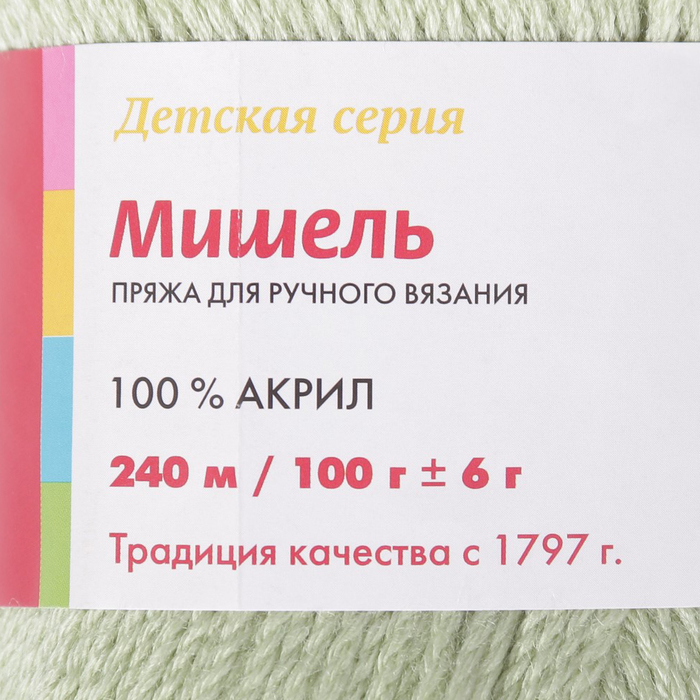 Детская серия
Мишель
ПРЯЖА ДЛЯ РУЧНОГО ВЯЗАНИЯ
100 % АКРИЛ
240 м / 100 г ± 6 г
Традиция качества с 1797 г.